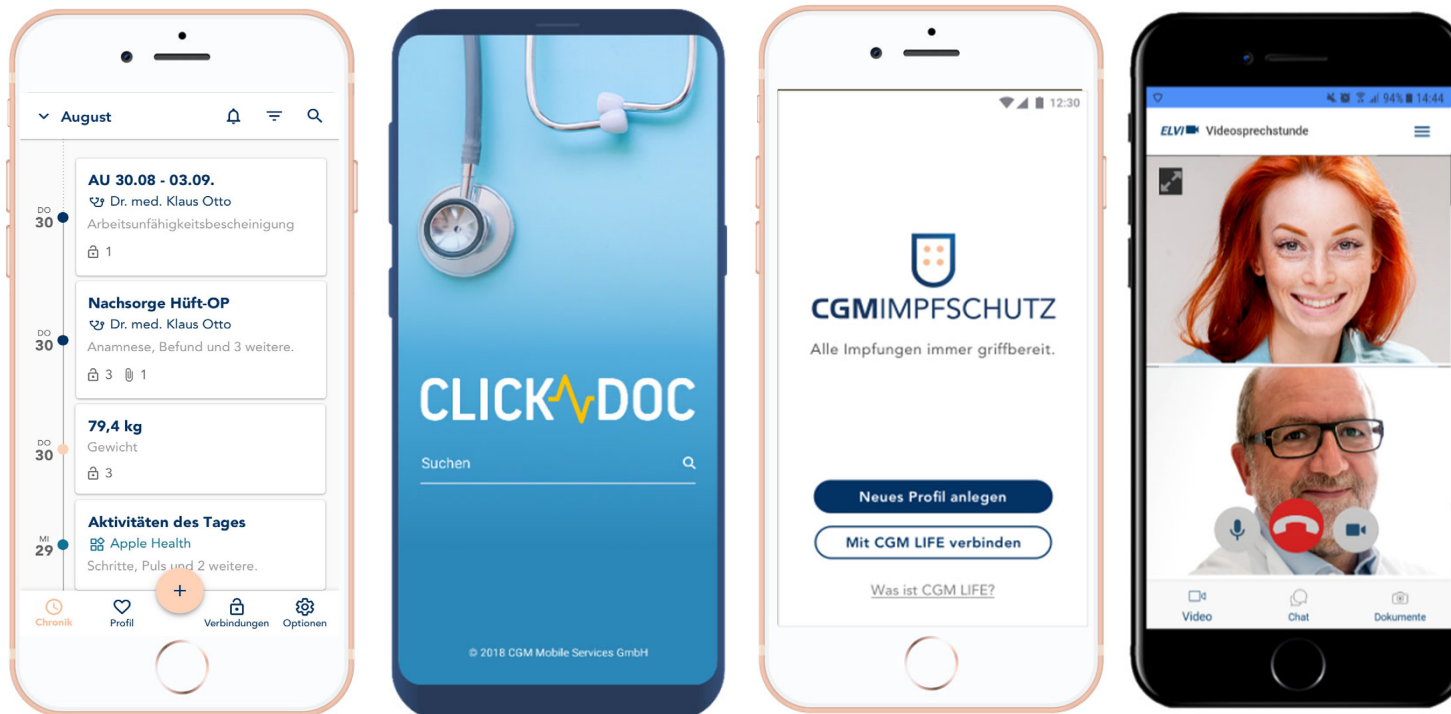 August
DO
30
AU 30.08 - 03.09.
Dr. med. Klaus Otto
Arbeitsunfähigkeitsbescheinigung
1
DO
30
Nachsorge Hüft-OP
Dr. med. Klaus Otto
Anamnese, Befund und 3 weitere.
3 1
DO
30
79,4 kg
Gewicht
3
MI
29
Aktivitäten des Tages
Apple Health
Schritte, Puls und 2 weitere.
+
Chronik Profil Verbindungen Optionen
CLICK DOC
Suchen
© 2018 CGM Mobile Services GmbH
12:30
CGMIMPFSCHUTZ
Alle Impfungen immer griffbereit.
Neues Profil anlegen
Mit CGM LIFE verbinden
Was ist CGM LIFE?
94% 14:44
ELVI Videosprechstunde
Video Chat Dokumente